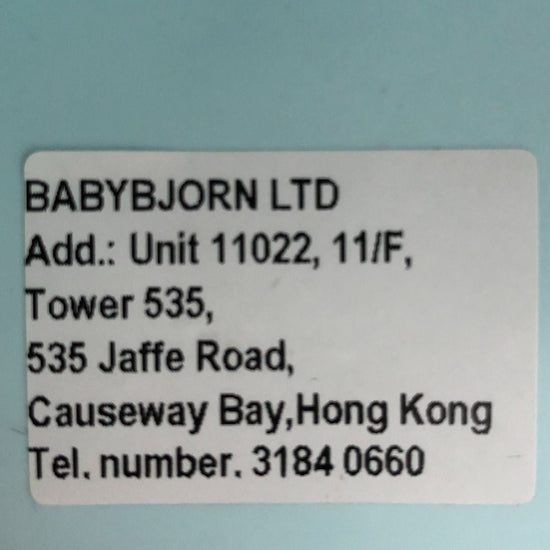 BABYBJORN LTD
Add.: Unit 11022, 11/F,
Tower 535,
535 Jaffe Road,
Causeway Bay,Hong Kong
Tel. number. 3184 0660